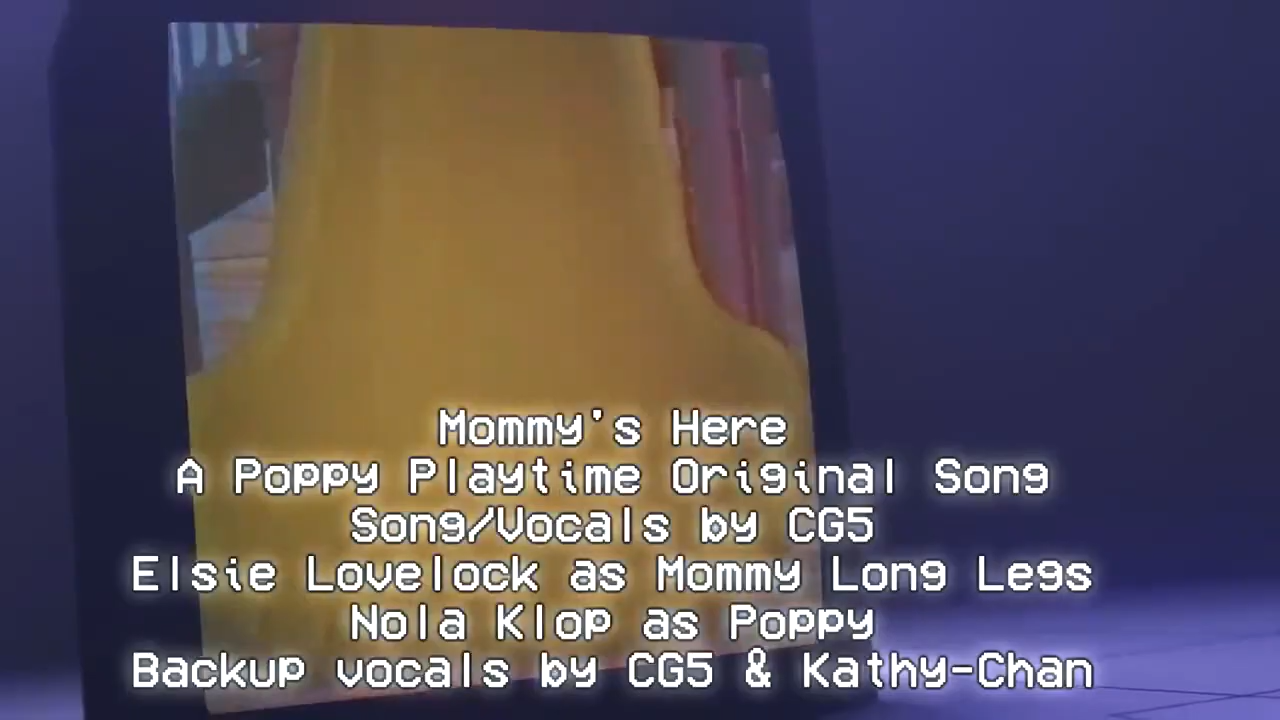 Mommy's Here
A Poppy Playtime Original Song
Song/Vocals by CG5
Elsie Lovelock as Mommy Long Legs
Nola Klop as Poppy
Backup vocals by CG5 & Kathy-Chan